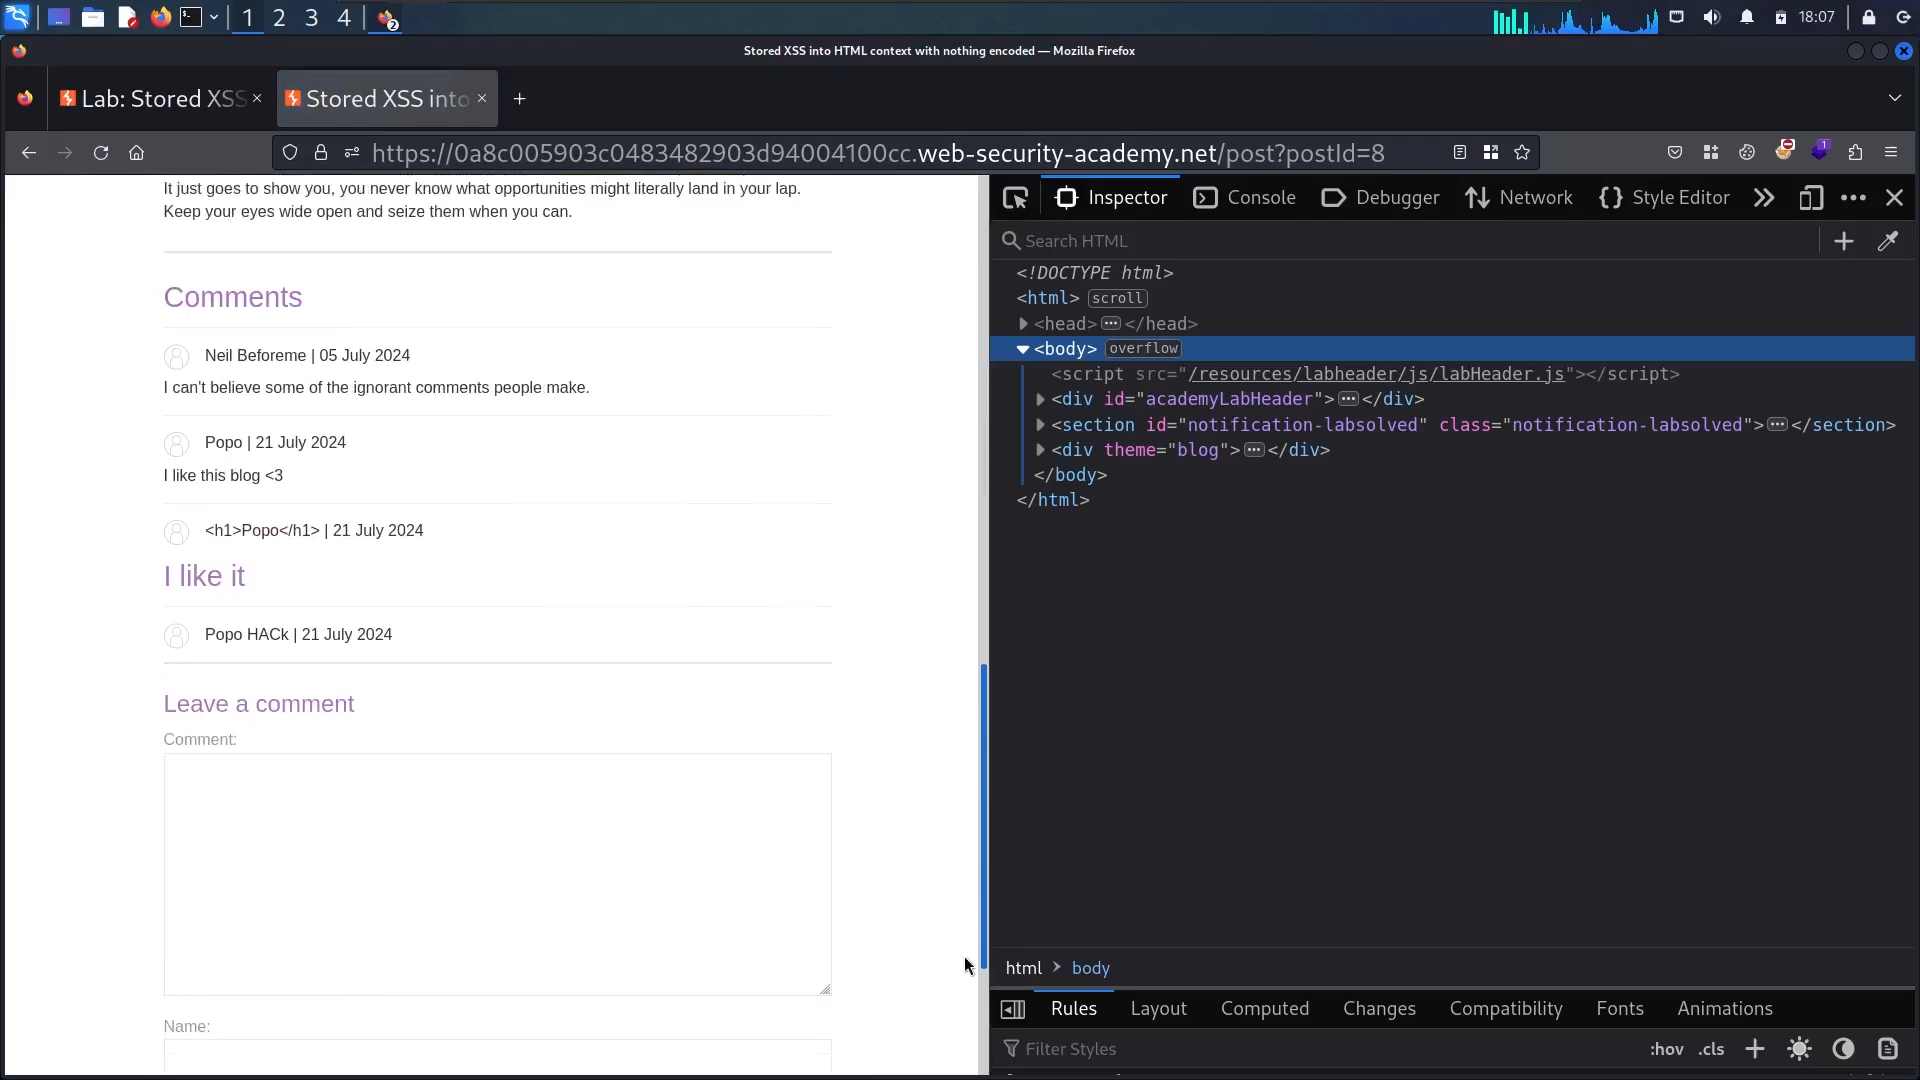 1 2 3 4 2 18:07
Stored XSS into HTML context with nothing encoded — Mozilla Firefox
Lab: Stored XSS
Stored XSS into
https://0a8c005903c0483482903d94004100cc.web-security-academy.net/post?postId=8
1
It just goes to show you, you never know what opportunities might literally land in your lap.
Keep your eyes wide open and seize them when you can.
Comments
Neil Beforeme | 05 July 2024
I can't believe some of the ignorant comments people make.
Popo | 21 July 2024
I like this blog <3
<h1>Popo</h1> | 21 July 2024
I like it
Popo HACk | 21 July 2024
Leave a comment
Comment:
Name:
Inspector Console Debugger Network Style Editor
Search HTML
<!DOCTYPE html>
<html> scroll
<head> </head>
<body> overflow
<script src="/resources/labheader/js/labHeader.js"></script>
<div id="academyLabHeader"> </div>
<section id="notification-labsolved" class="notification-labsolved"> </section>
<div theme="blog"> </div>
</body>
</html>
html > body
Rules Layout Computed Changes Compatibility Fonts Animations
Filter Styles :hov .cls